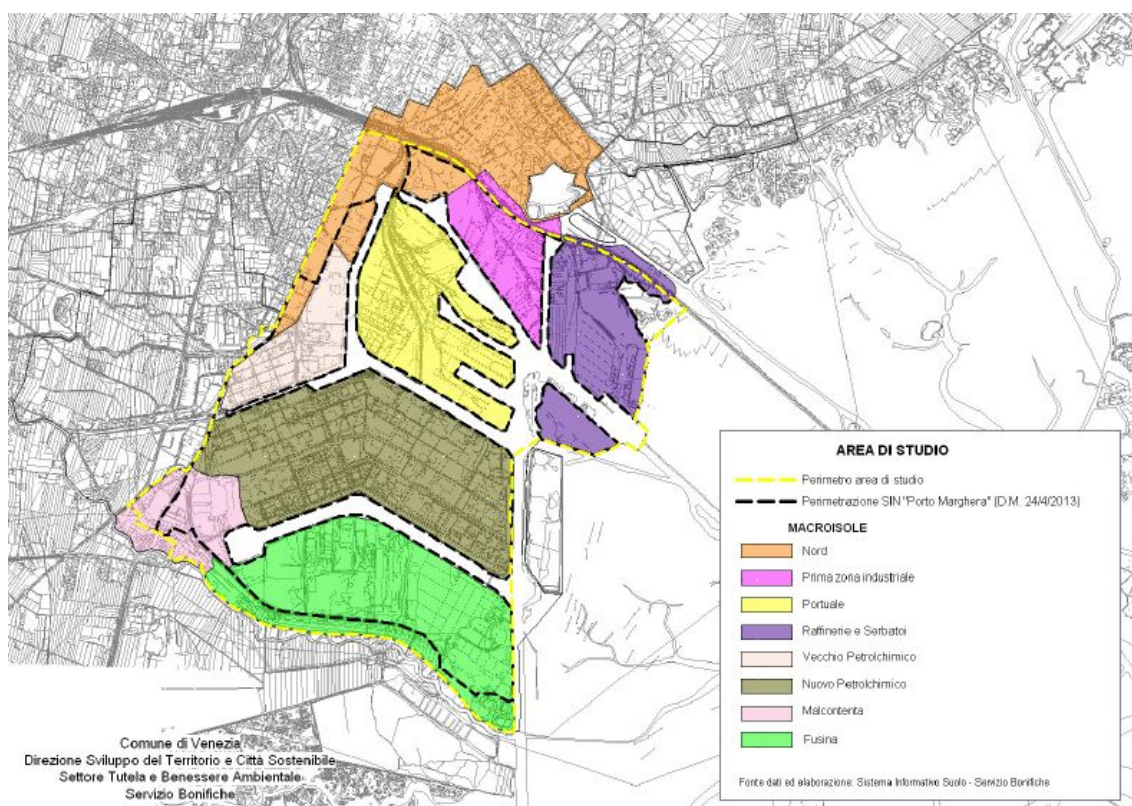 AREA DI STUDIO
Perimetro area di studio
Perimetrazione SIN "Porto Marghera" (D.M. 24/4/2013)
MACROISOLE
Nord
Prima zona industriale
Portuale
Raffinerie e Serbatoi
Vecchio Petrolchimico
Nuovo Petrolchimico
Malcontenta
Fusina
Fonte dati ed elaborazione: Sistema Informativo Suolo - Servizio Bonifiche
Comune di Venezia
Direzione Sviluppo del Territorio e Città Sostenibile
Settore Tutela e Benessere Ambientale
Servizio Bonifiche